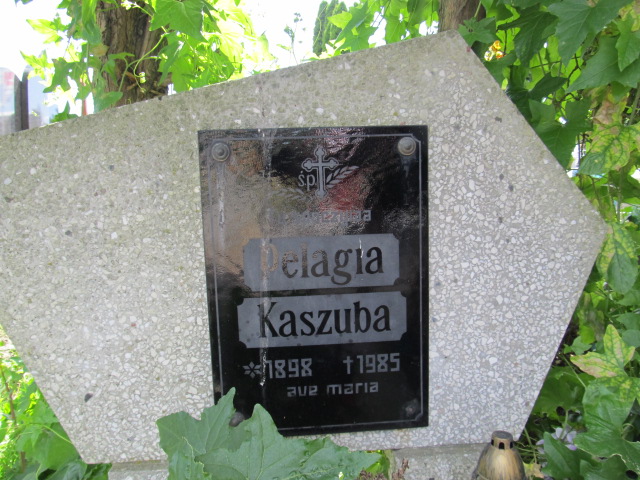 śp
Pelagia
Kaszuba
*1898 †1985
ave maria